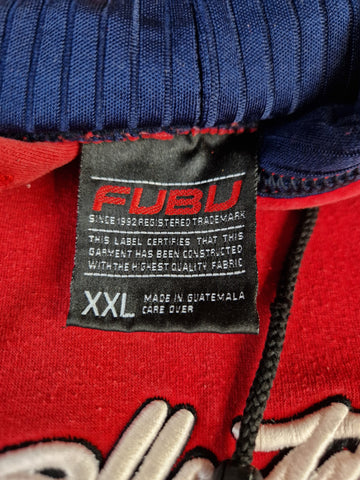 FUBU
SINCE 1992 REGISTERED TRADEMARK
THIS LABEL CERTIFIES THAT THIS
GARMENT HAS BEEN CONSTRUCTED
WITH THE HIGHEST QUALITY FABRIC
XXL
MADE IN GUATEMALA
CARE OVER